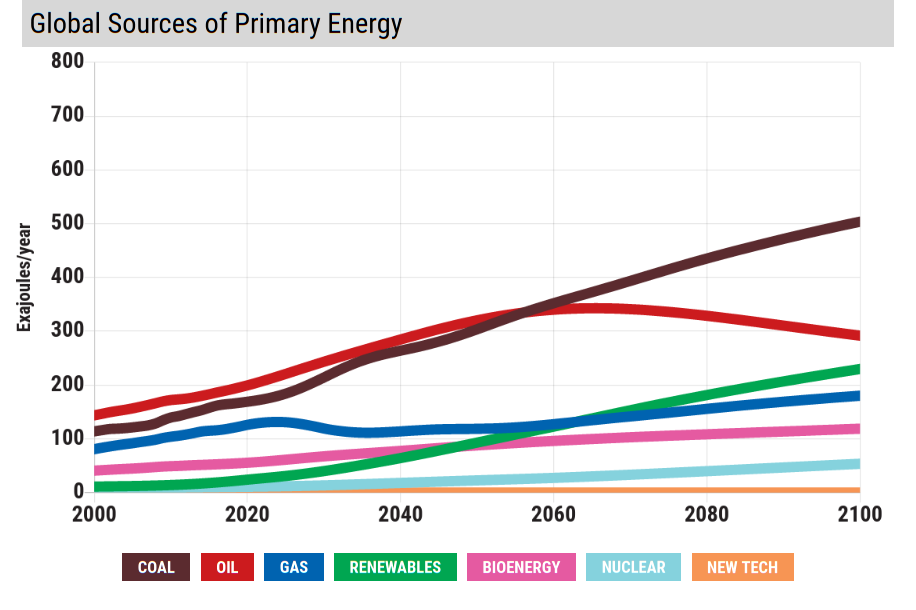 Global Sources of Primary Energy
800
700
600
500
400
300
200
100
0
Exajoules/year
2000 2020 2040 2060 2080 2100
COAL OIL GAS RENEWABLES BIOENERGY NUCLEAR NEW TECH